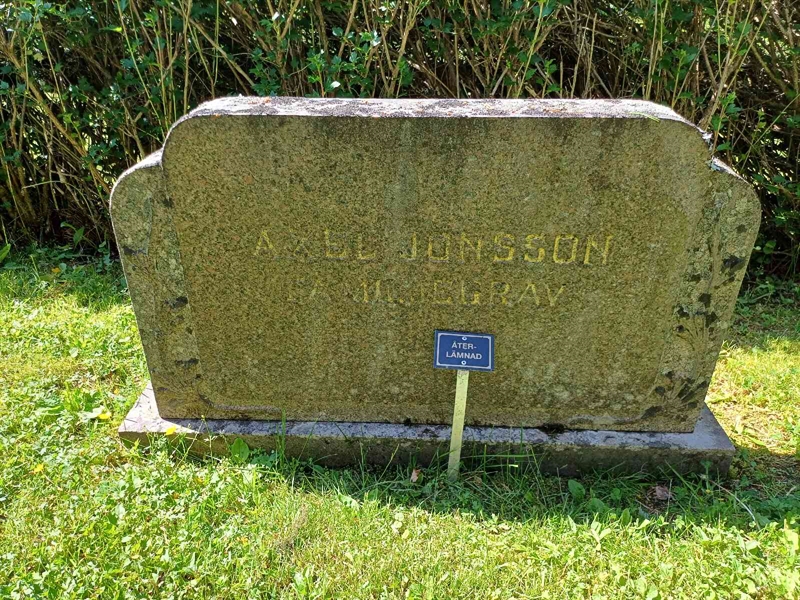 AXEL JONSSON
FAMILJEGRAV
ÅTER-
LÄMNAD